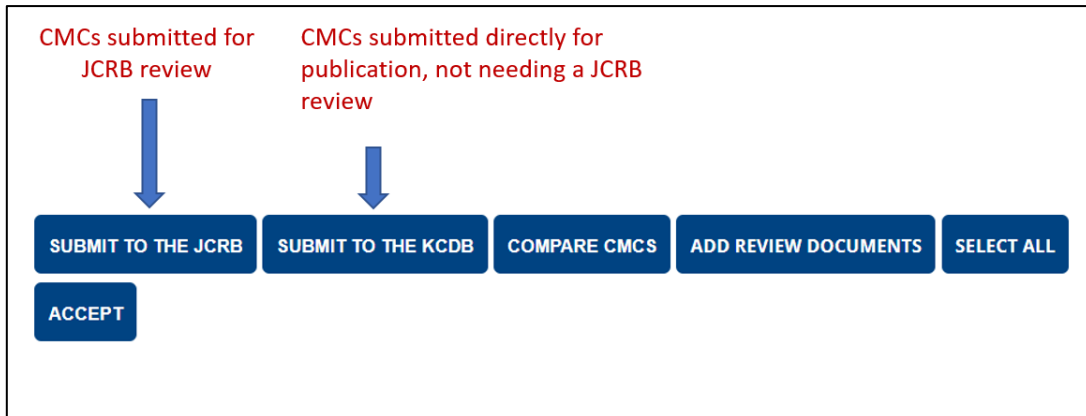 CMCs submitted for
JCRB review
CMCs submitted directly for
publication, not needing a JCRB
review
SUBMIT TO THE JCRB
SUBMIT TO THE KCDB
COMPARE CMCS
ADD REVIEW DOCUMENTS
SELECT ALL
ACCEPT